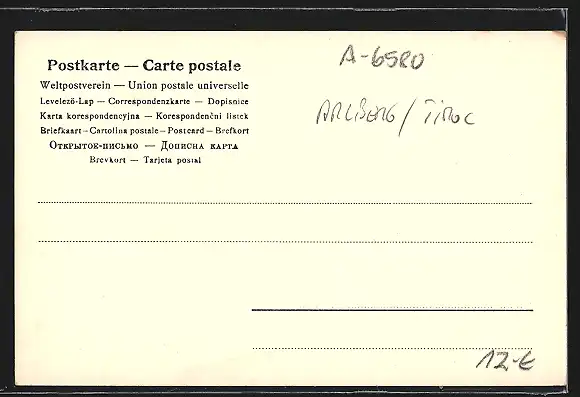 Postkarte — Carte postale
Weltpostverein — Union postale universelle
Levelező-Lap — Correspondenzkarte — Dopisnice
Karta korespondencyjna — Korespondenční lístek
Briefkaart — Cartolina postale — Postcard — Brefkort
Открытое-письмо — Дописна карта
Brevkort — Tarjeta postal
A-6580
ARLBERG / TIROL
12-€